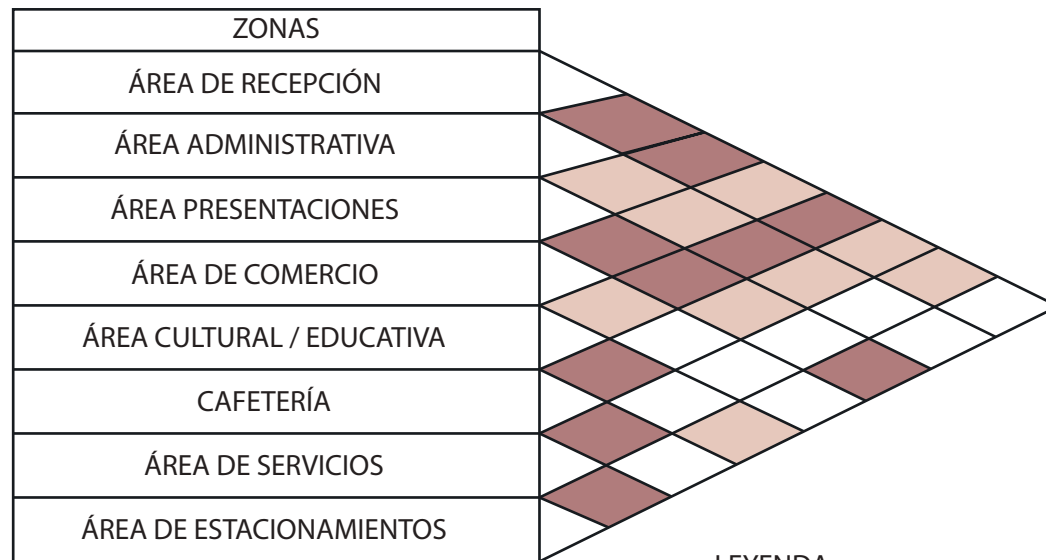 ZONAS
ÁREA DE RECEPCIÓN
ÁREA ADMINISTRATIVA
ÁREA PRESENTACIONES
ÁREA DE COMERCIO
ÁREA CULTURAL / EDUCATIVA
CAFETERÍA
ÁREA DE SERVICIOS
ÁREA DE ESTACIONAMIENTOS
LEYENDA